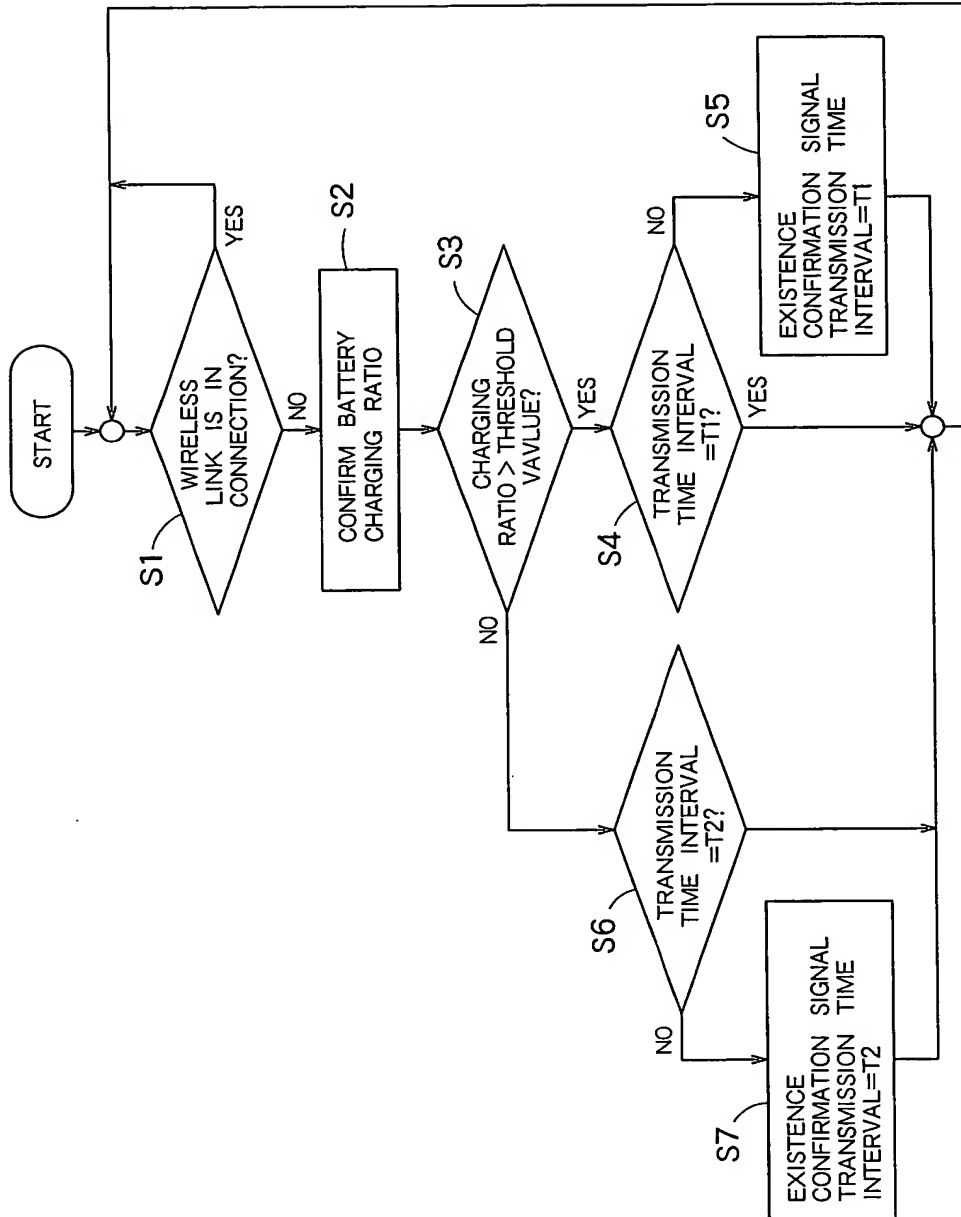 START
S1
WIRELESS
LINK IS IN
CONNECTION?
YES
NO
S2
CONFIRM BATTERY
CHARGING RATIO
S3
CHARGING
RATIO > THRESHOLD
VAVLUE?
NO
YES
S4
TRANSMISSION
TIME INTERVAL
=T1?
NO
YES
S5
EXISTENCE
CONFIRMATION SIGNAL
TRANSMISSION TIME
INTERVAL=T1
S6
TRANSMISSION
TIME INTERVAL
=T2?
NO
S7
EXISTENCE
CONFIRMATION SIGNAL
TRANSMISSION TIME
INTERVAL=T2